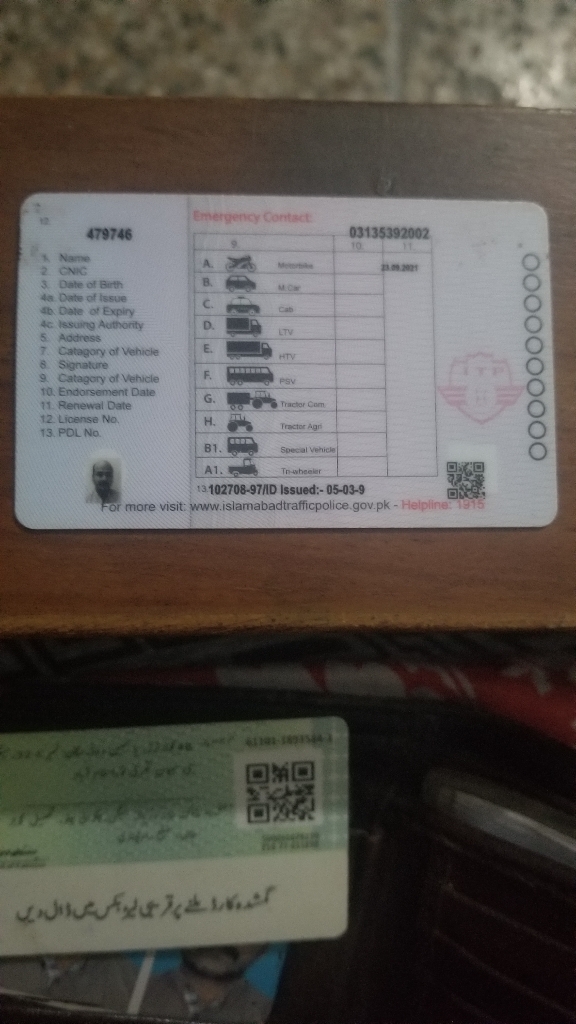 12.
479746
1. Name
2. CNIC
3. Date of Birth
4a. Date of Issue
4b. Date of Expiry
4c. Issuing Authority
5. Address
7. Catagory of Vehicle
8. Signature
9. Catagory of Vehicle
10. Endorsement Date
11. Renewal Date
12. License No.
13. PDL No.
Emergency Contact:
03135392002
9. 10. 11.
A. Motorbike 23.09.2021
B. M.Car
C. Cab
D. LTV
E. HTV
F. PSV
G. Tractor Com.
H. Tractor Agri
B1. Special Vehicle
A1. Tri-wheeler
ITP
13. 102708-97/ID Issued:- 05-03-9
For more visit: www.islamabadtrafficpolice.gov.pk - Helpline: 1915
گمشدہ کارڈ ملنے پر قریبی لیٹر بکس میں ڈال دیں